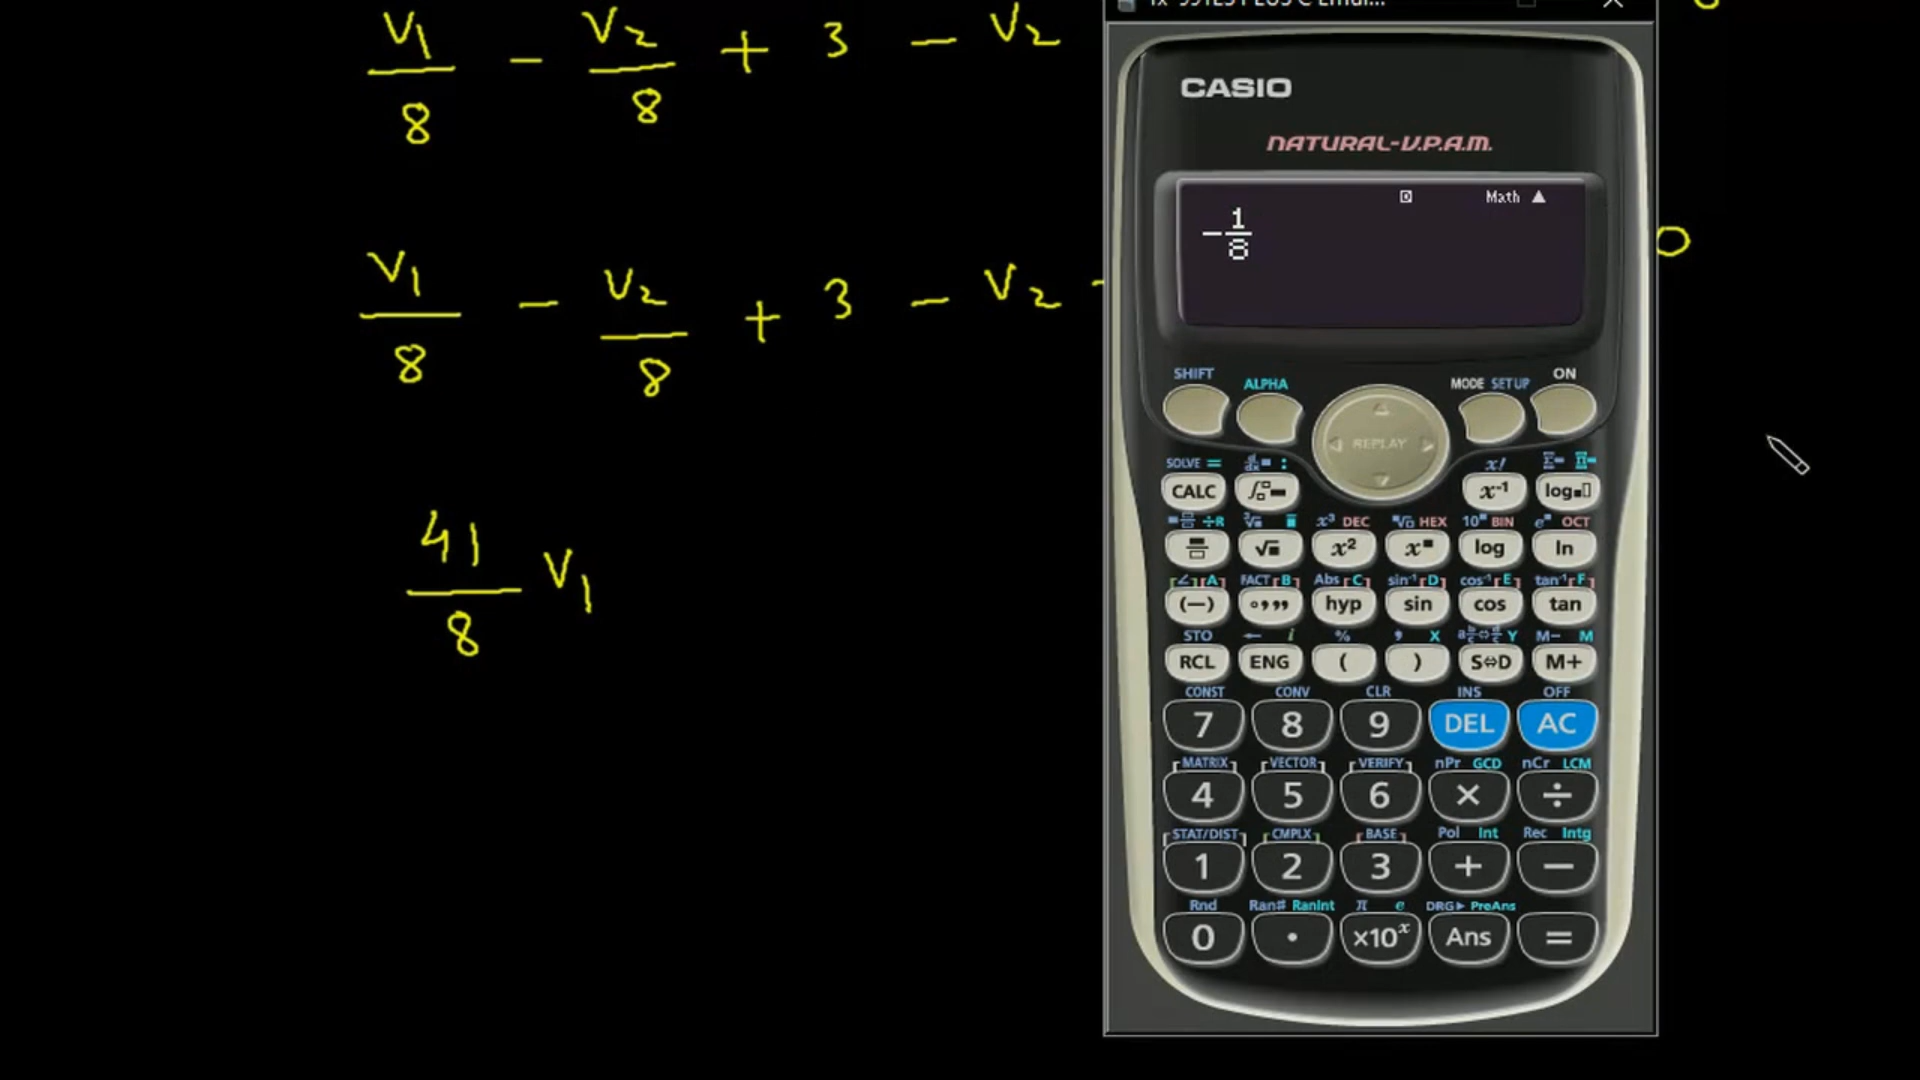 V1/8 - V2/8 + 3 - V2
V1/8 - V2/8 + 3 - V2 0
41/8 V1
CASIO
NATURAL-V.P.A.M.
D Math ▲
-1/8
SHIFT ALPHA MODE SETUP ON
REPLAY
SOLVE = d/dx : x! Σ Π
CALC ∫ x⁻¹ log
÷R ³√ x³ DEC √ HEX 10 BIN e OCT
√ x² x log ln
∠ A FACT B Abs C sin⁻¹ D cos⁻¹ E tan⁻¹ F
(−) °,,, hyp sin cos tan
STO ← i % , X a b/c⇔d/c Y M− M
RCL ENG ( ) S⇔D M+
CONST CONV CLR INS OFF
7 8 9 DEL AC
MATRIX VECTOR VERIFY nPr GCD nCr LCM
4 5 6 × ÷
STAT/DIST CMPLX BASE Pol Int Rec Intg
1 2 3 + −
Rnd Ran# RanInt π e DRG▶ PreAns
0 . ×10ˣ Ans =